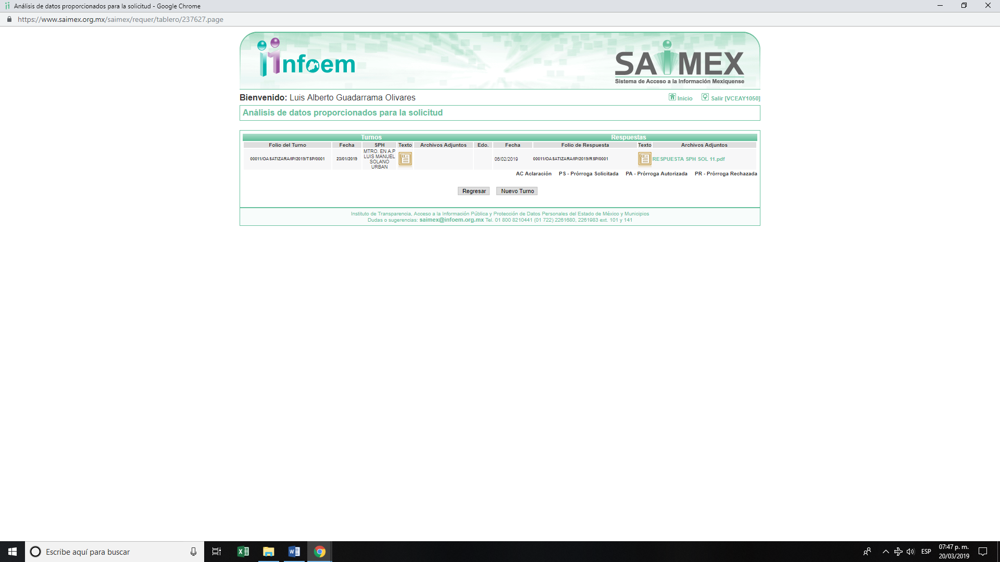 Análisis de datos proporcionados para la solicitud - Google Chrome
https://www.saimex.org.mx/saimex/requer/tablero/237627.page
infoem
SAIMEX
Sistema de Acceso a la Información Mexiquense
Bienvenido: Luis Alberto Guadarrama Olivares
Inicio Salir [VCEAY1050]
Análisis de datos proporcionados para la solicitud
Turnos Respuestas
Folio del Turno Fecha SPH Texto Archivos Adjuntos Edo. Fecha Folio de Respuesta Texto Archivos Adjuntos
00011/OASATIZARA/IP/2019/TSP/0001 23/01/2019 MTRO. EN A.P
LUIS MANUEL
SOLANO
URBAN
06/02/2019 00011/OASATIZARA/IP/2019/RSP/0001 RESPUESTA SPH SOL 11.pdf
AC Aclaración PS - Prórroga Solicitada PA - Prórroga Autorizada PR - Prórroga Rechazada
Regresar Nuevo Turno
Instituto de Transparencia, Acceso a la Información Pública y Protección de Datos Personales del Estado de México y Municipios
Dudas o sugerencias: saimex@infoem.org.mx Tel. 01 800 8210441 (01 722) 2261680, 2261983 ext. 101 y 141
Escribe aquí para buscar
ESP
07:47 p. m.
20/03/2019